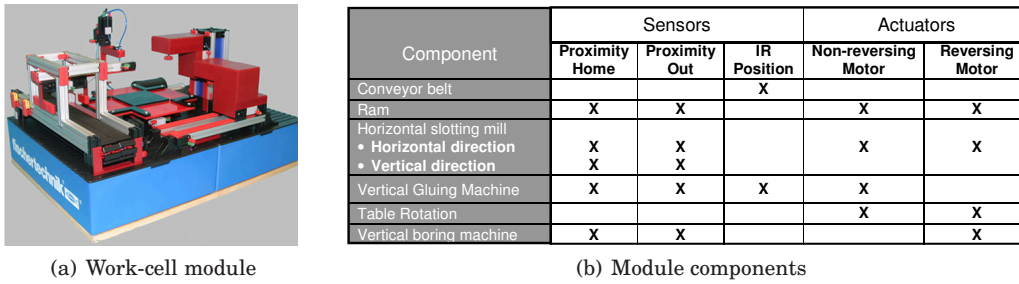 fischertechnik
Component
Sensors
Actuators
Proximity Home
Proximity Out
IR Position
Non-reversing Motor
Reversing Motor
Conveyor belt X
Ram X X X X
Horizontal slotting mill
• Horizontal direction X X X X
• Vertical direction X X
Vertical Gluing Machine X X X X
Table Rotation X X
Vertical boring machine X X X
(a) Work-cell module
(b) Module components